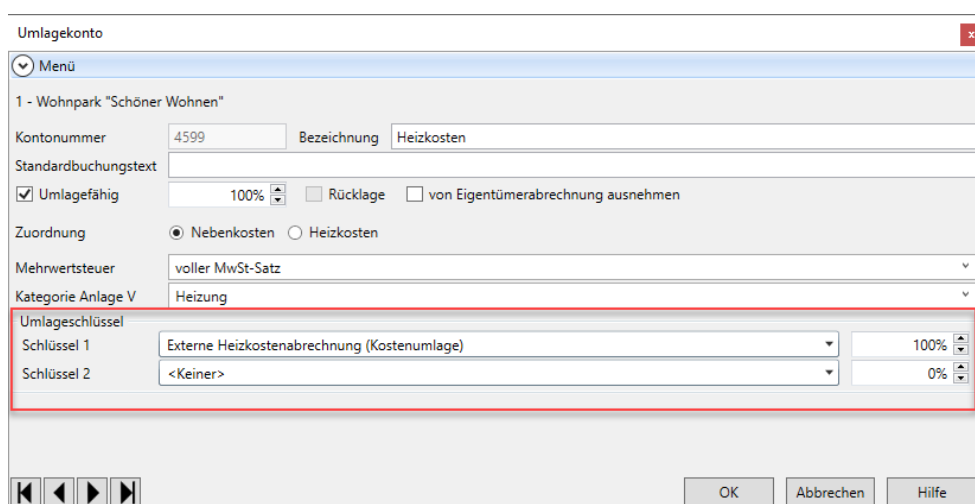 Umlagekonto
x
Menü
1 - Wohnpark "Schöner Wohnen"
Kontonummer 4599 Bezeichnung Heizkosten
Standardbuchungstext
Umlagefähig 100% Rücklage von Eigentümerabrechnung ausnehmen
Zuordnung Nebenkosten Heizkosten
Mehrwertsteuer voller MwSt-Satz
Kategorie Anlage V Heizung
Umlageschlüssel
Schlüssel 1 Externe Heizkostenabrechnung (Kostenumlage) 100%
Schlüssel 2 <Keiner> 0%
OK Abbrechen Hilfe